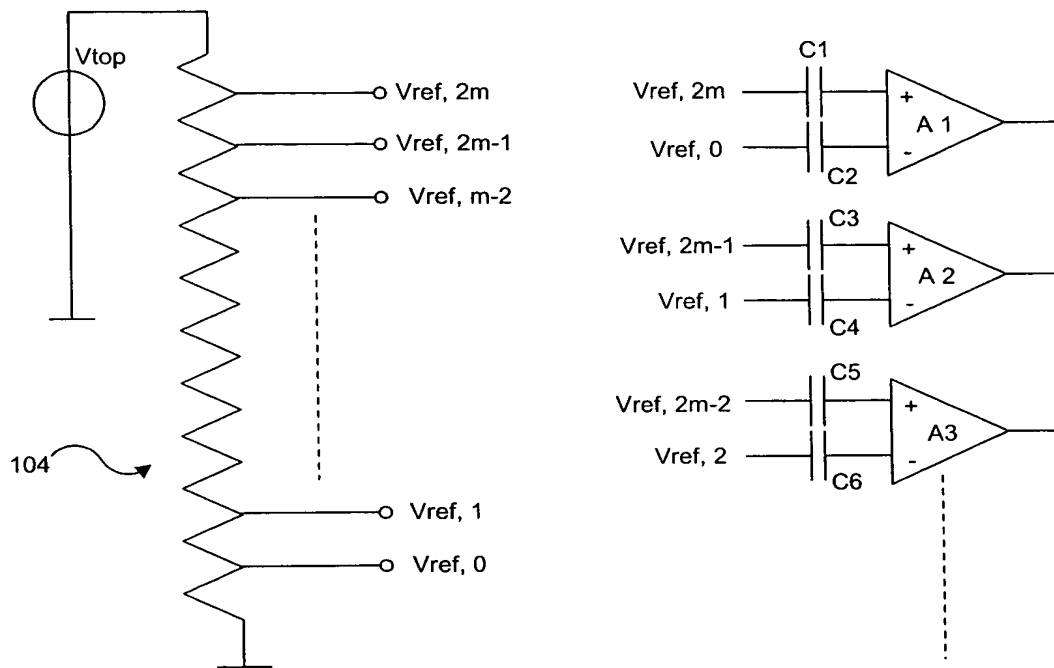 Vtop
Vref, 2m
Vref, 2m-1
Vref, m-2
104
Vref, 1
Vref, 0
C1
Vref, 2m
+
A 1
Vref, 0
-
C2
C3
Vref, 2m-1
+
A 2
Vref, 1
-
C4
C5
Vref, 2m-2
+
A3
Vref, 2
-
C6